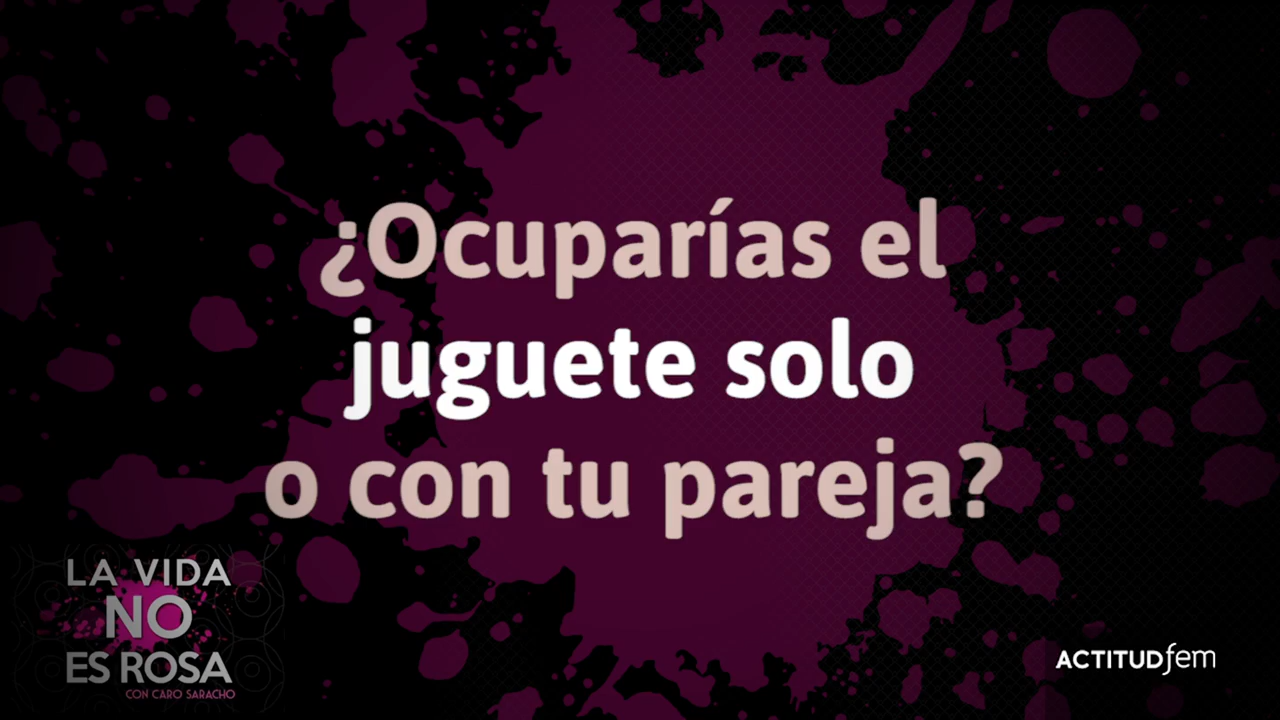 ¿Ocuparías el
juguete solo
o con tu pareja?
LA VIDA
NO
ES ROSA
CON CARO SARACHO
ACTITUDfem